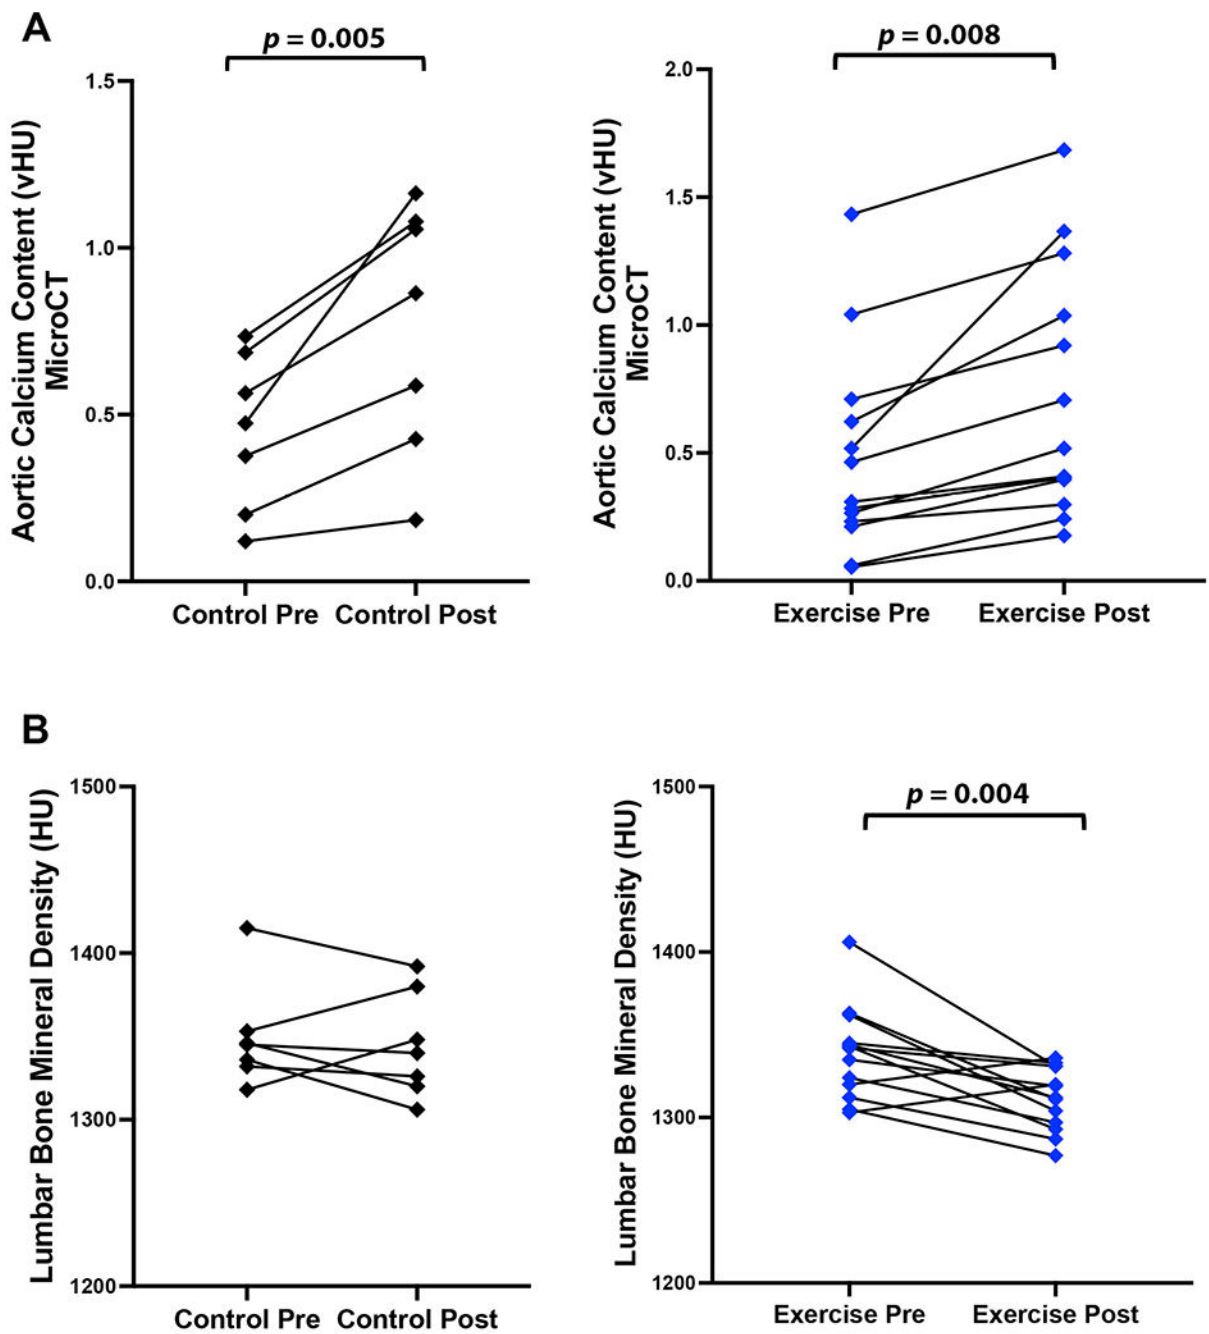 A
p = 0.005
1.5
1.0
0.5
0.0
Aortic Calcium Content (vHU)
MicroCT
Control Pre Control Post
p = 0.008
2.0
1.5
1.0
0.5
0.0
Aortic Calcium Content (vHU)
MicroCT
Exercise Pre Exercise Post
B
1500
1400
1300
1200
Lumbar Bone Mineral Density (HU)
Control Pre Control Post
p = 0.004
1500
1400
1300
1200
Lumbar Bone Mineral Density (HU)
Exercise Pre Exercise Post